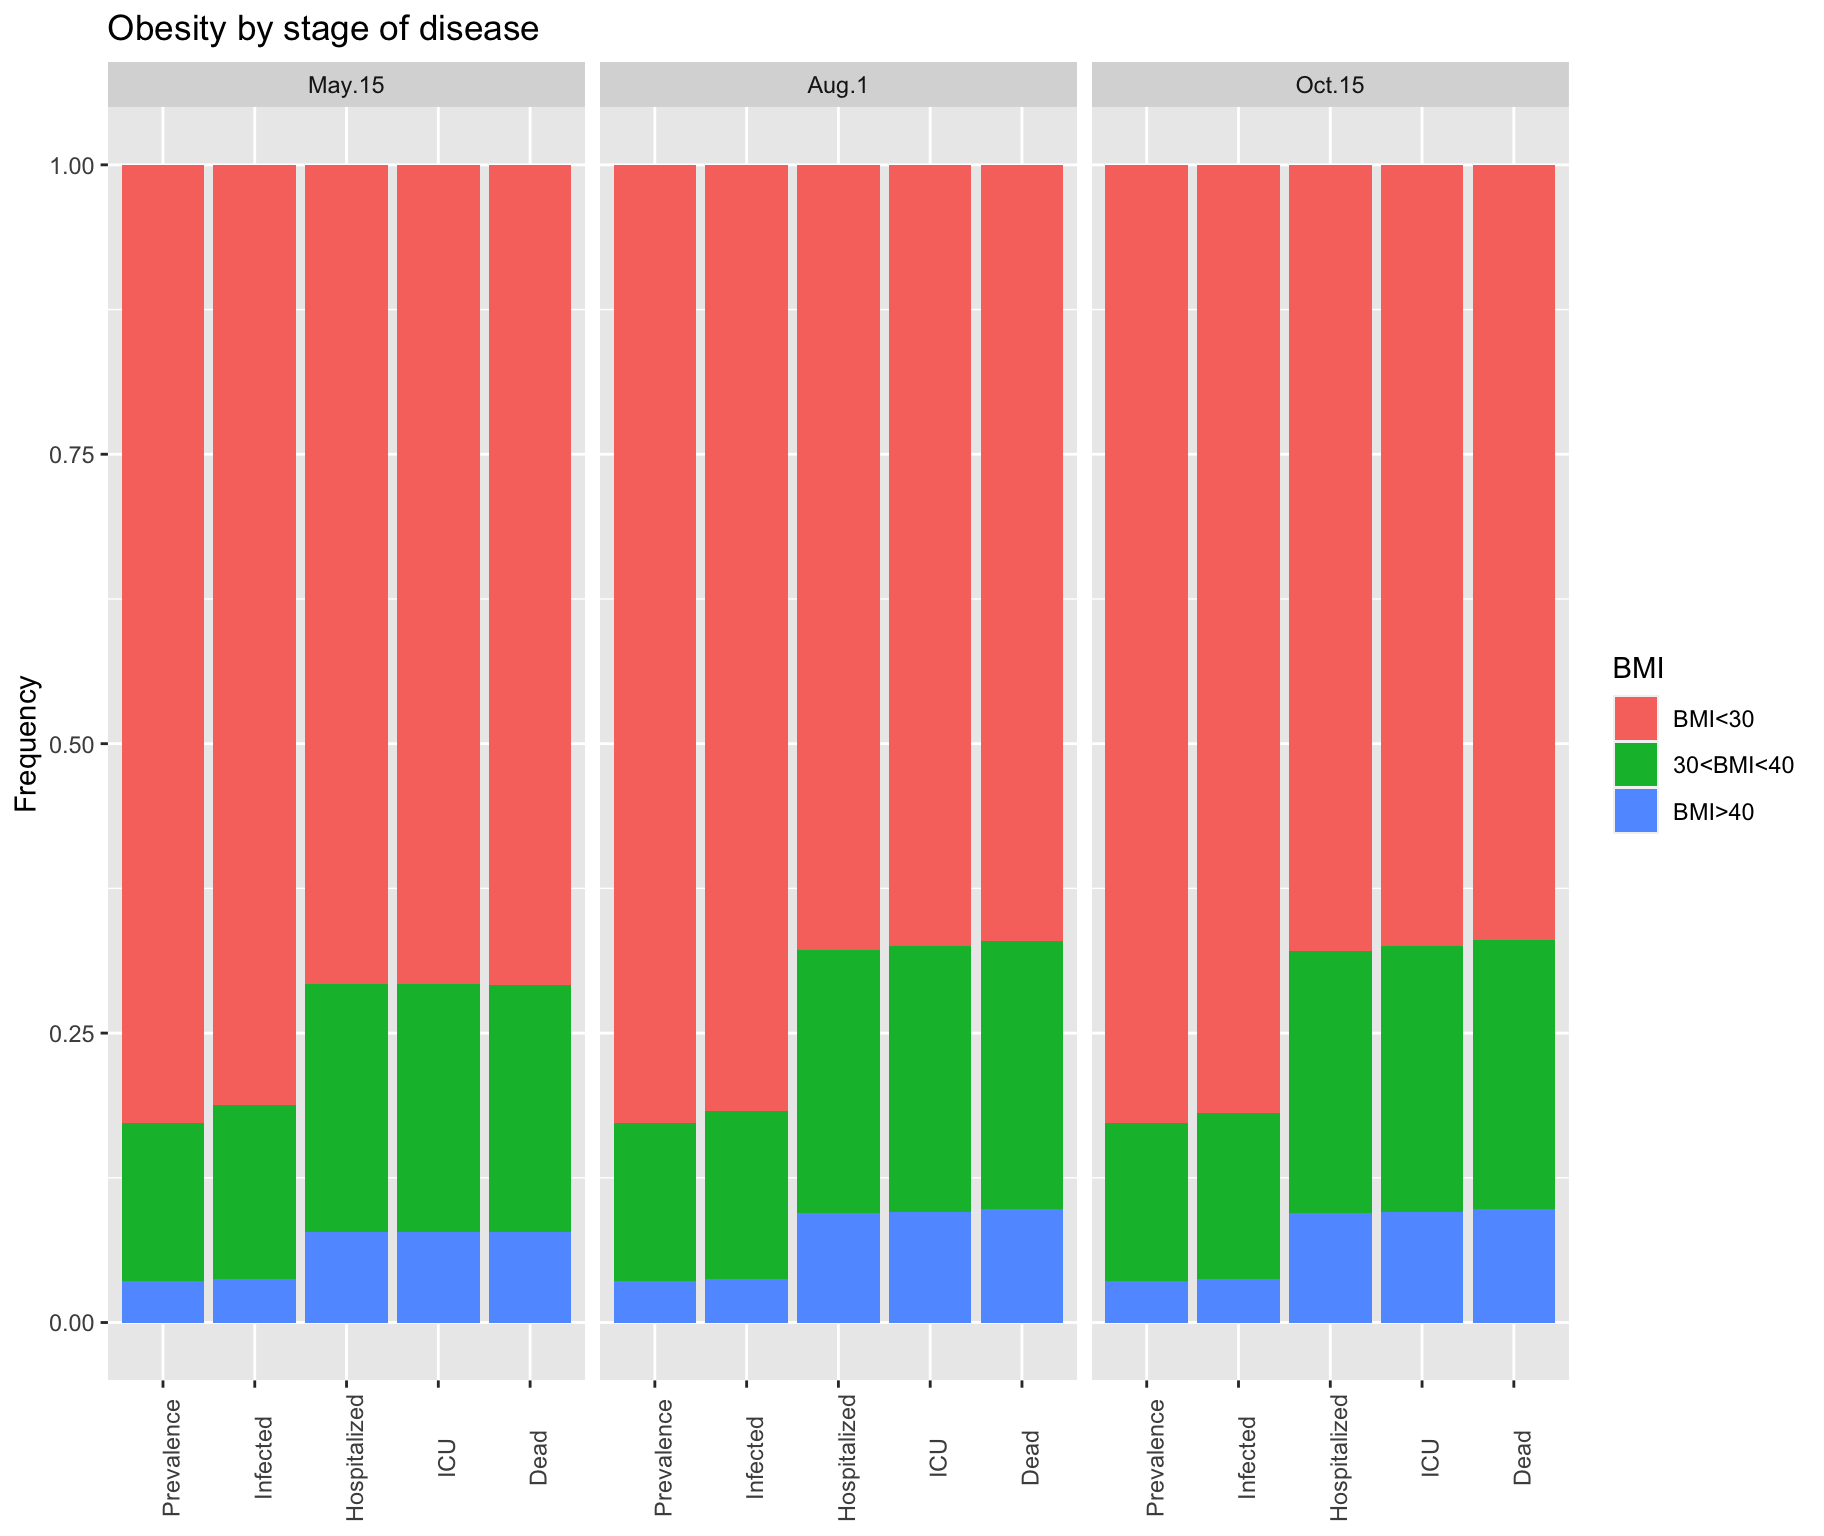 Obesity by stage of disease
May.15
Aug.1
Oct.15
1.00
0.75
0.50
0.25
0.00
Frequency
Prevalence
Infected
Hospitalized
ICU
Dead
Prevalence
Infected
Hospitalized
ICU
Dead
Prevalence
Infected
Hospitalized
ICU
Dead
BMI
BMI<30
30<BMI<40
BMI>40